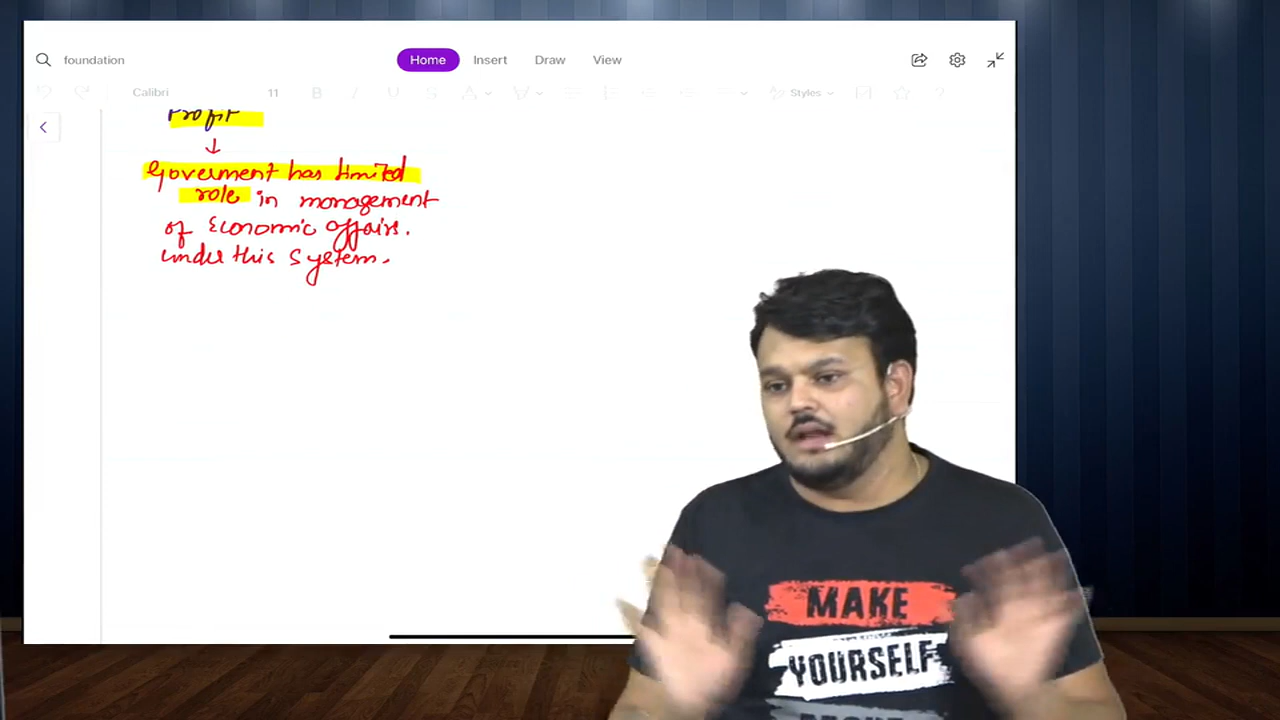 foundation
Home
Insert
Draw
View
Calibri
11
B
I
U
S
A
Styles
Profit
Goverment has limited
role in management
of Economic affairs.
under this system.
MAKE
YOURSELF